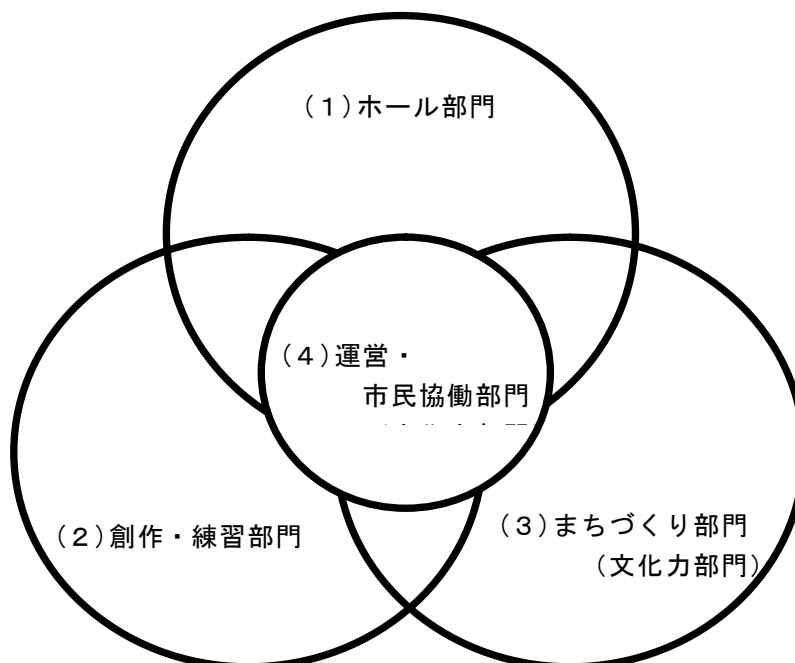 （１）ホール部門
（４）運営・
市民協働部門
（２）創作・練習部門
（３）まちづくり部門
（文化力部門）